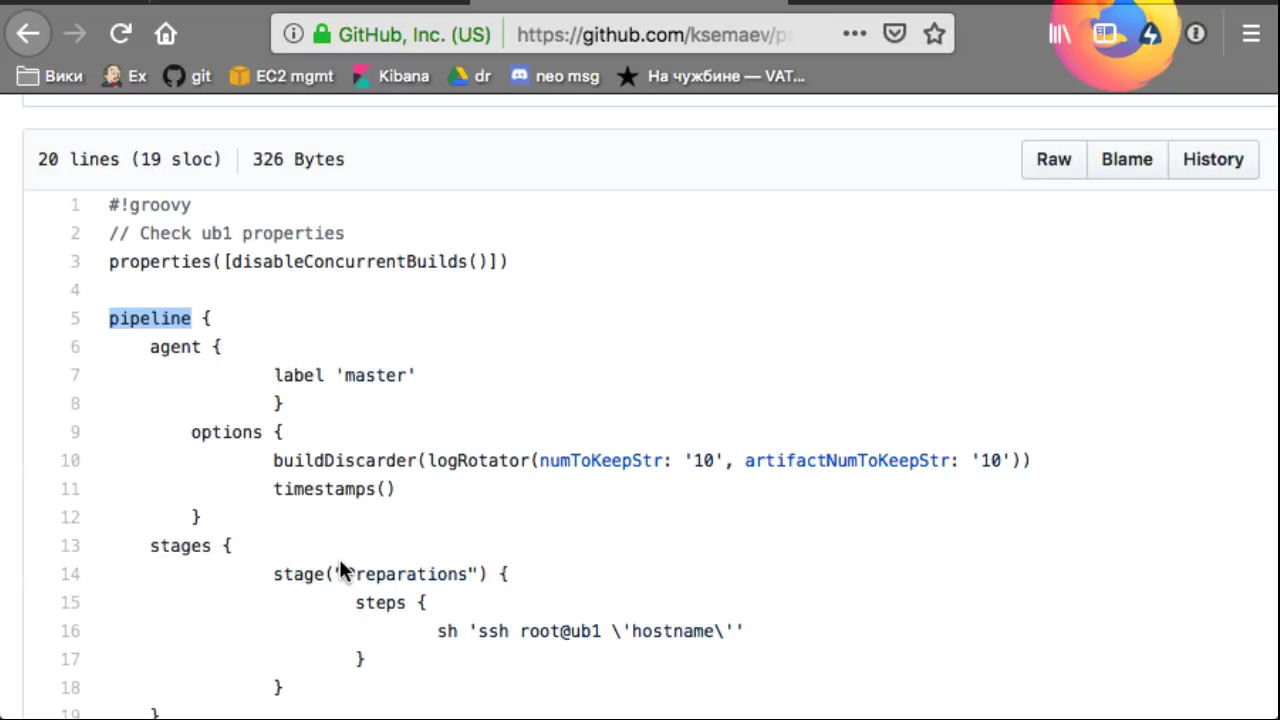 GitHub, Inc. (US) https://github.com/ksemaev/p
Вики Ex git EC2 mgmt Kibana dr neo msg На чужбине — VAT...
20 lines (19 sloc) 326 Bytes Raw Blame History
1 #!groovy
2 // Check ub1 properties
3 properties([disableConcurrentBuilds()])
4
5 pipeline {
6 agent {
7 label 'master'
8 }
9 options {
10 buildDiscarder(logRotator(numToKeepStr: '10', artifactNumToKeepStr: '10'))
11 timestamps()
12 }
13 stages {
14 stage("Preparations") {
15 steps {
16 sh 'ssh root@ub1 \'hostname\''
17 }
18 }
19 }